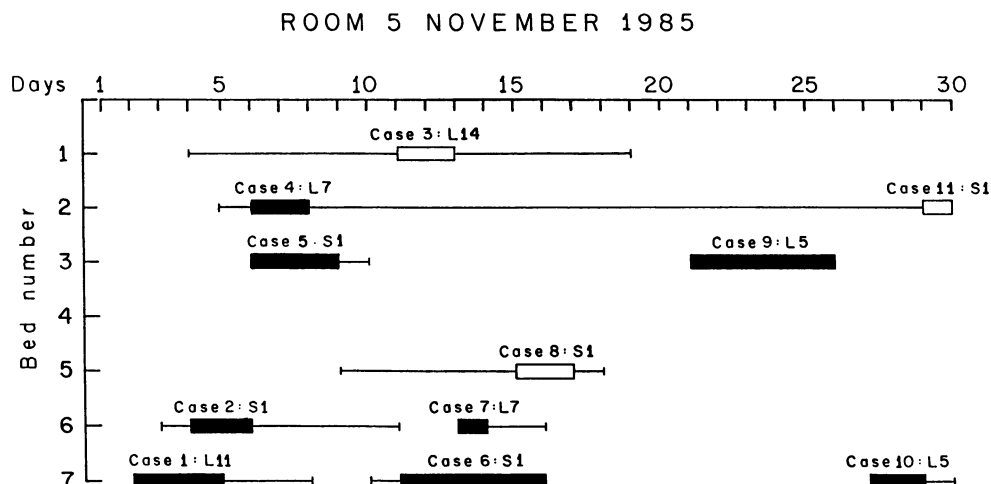 ROOM 5 NOVEMBER 1985
Days 1 5 10 15 20 25 30
Case 3: L14
1
Case 4: L7 Case 11: S1
2
Case 5. S1 Case 9: L5
3
Bed number
4
Case 8: S1
5
Case 2: S1 Case 7: L7
6
Case 1: L11 Case 6: S1 Case 10: L5
7